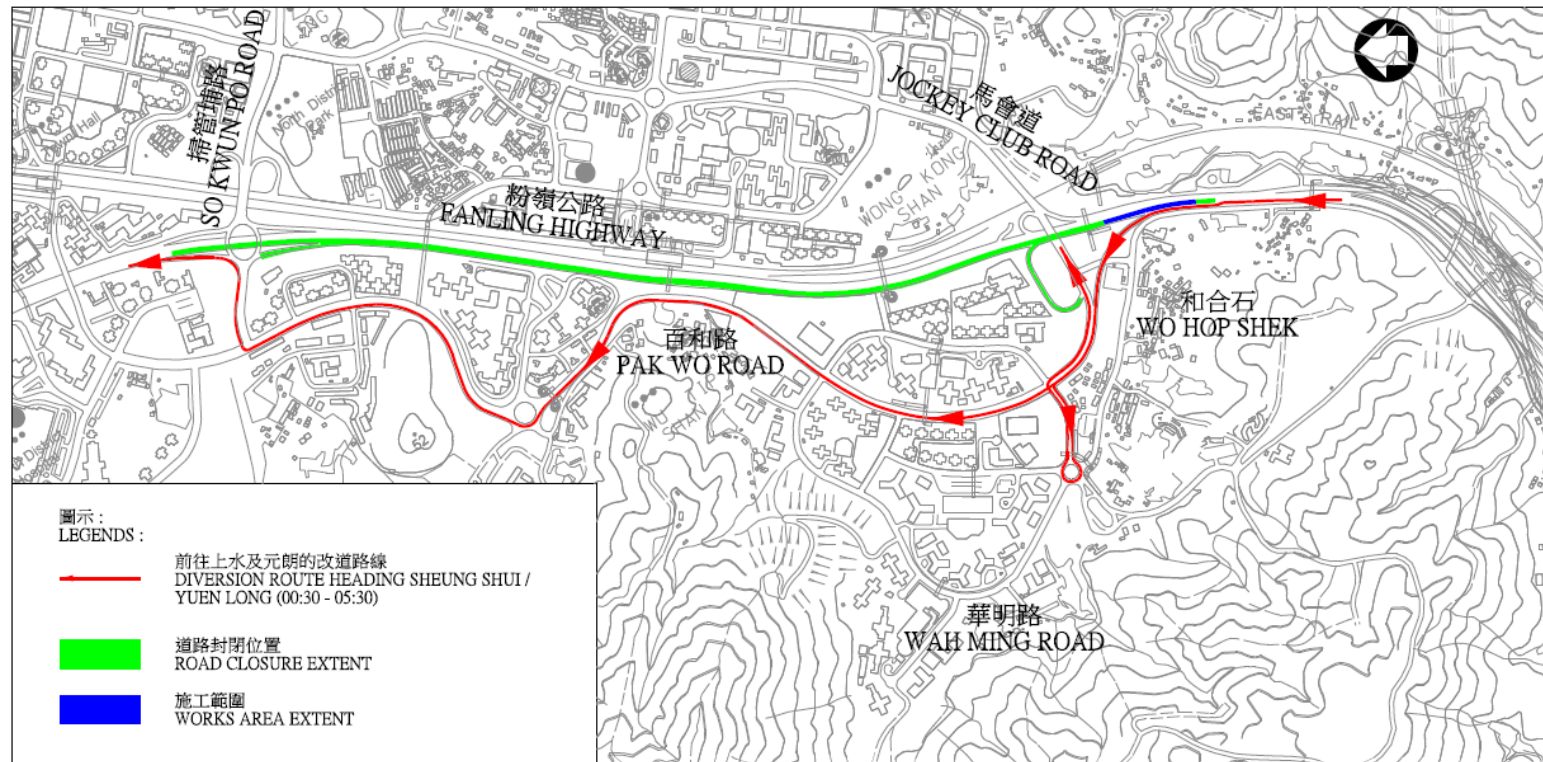 掃管埔路
SO KWUN PO ROAD
North District
Park
粉嶺公路
FANLING HIGHWAY
馬會道
JOCKEY CLUB ROAD
EAST RAIL
WONG KONG
SHAN
百和路
PAK WO ROAD
和合石
WO HOP SHEK
華明路
WAH MING ROAD
圖示 :
LEGENDS :
前往上水及元朗的改道路線
DIVERSION ROUTE HEADING SHEUNG SHUI /
YUEN LONG (00:30 - 05:30)
道路封閉位置
ROAD CLOSURE EXTENT
施工範圍
WORKS AREA EXTENT